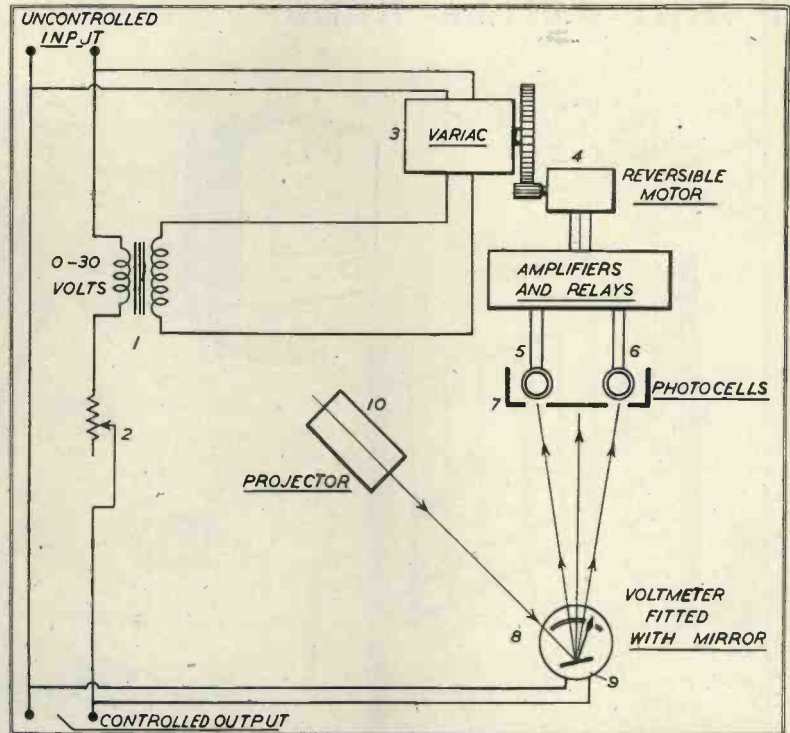 UNCONTROLLED
INPUT
3
VARIAC
4
REVERSIBLE
MOTOR
0-30
VOLTS
1
AMPLIFIERS
AND RELAYS
5
6
7
PHOTOCELLS
2
10
PROJECTOR
8
VOLTMETER
FITTED
WITH MIRROR
9
CONTROLLED OUTPUT